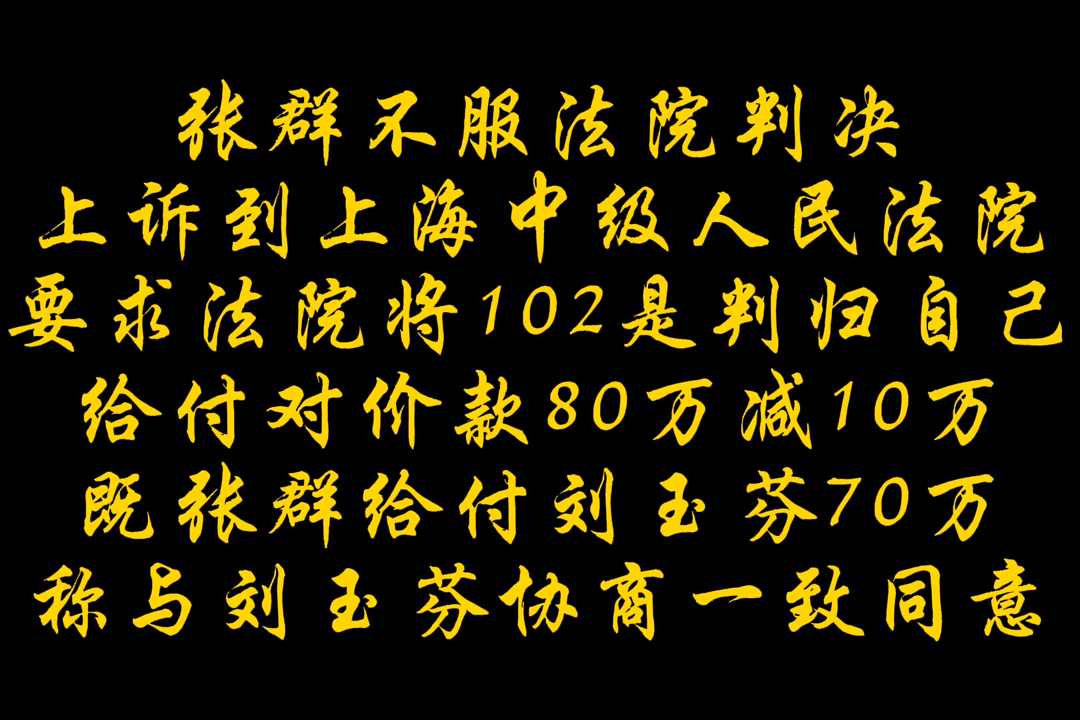 张群不服法院判决
上诉到上海中级人民法院
要求法院将102是判归自己
给付对价款80万减10万
既张群给付刘玉芬70万
称与刘玉芬协商一致同意